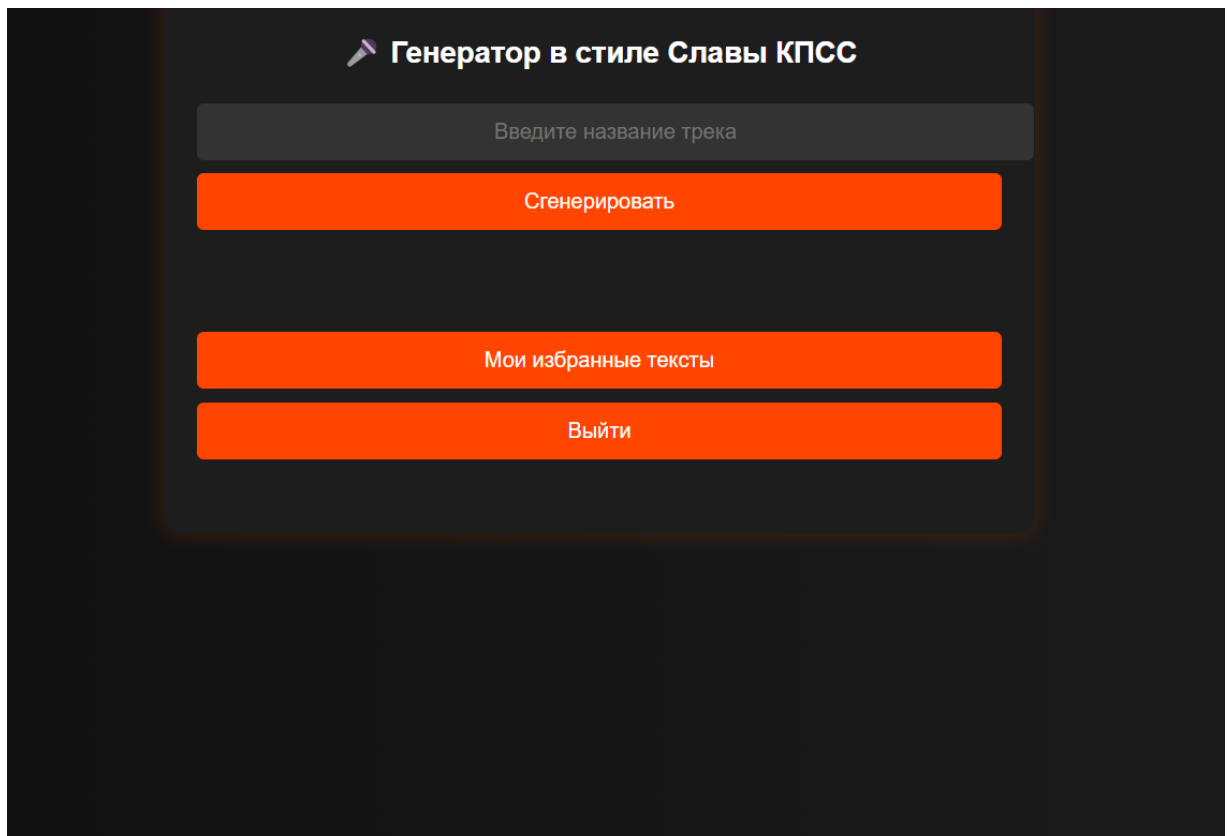 Генератор в стиле Славы КПСС
Введите название трека
Сгенерировать
Мои избранные тексты
Выйти